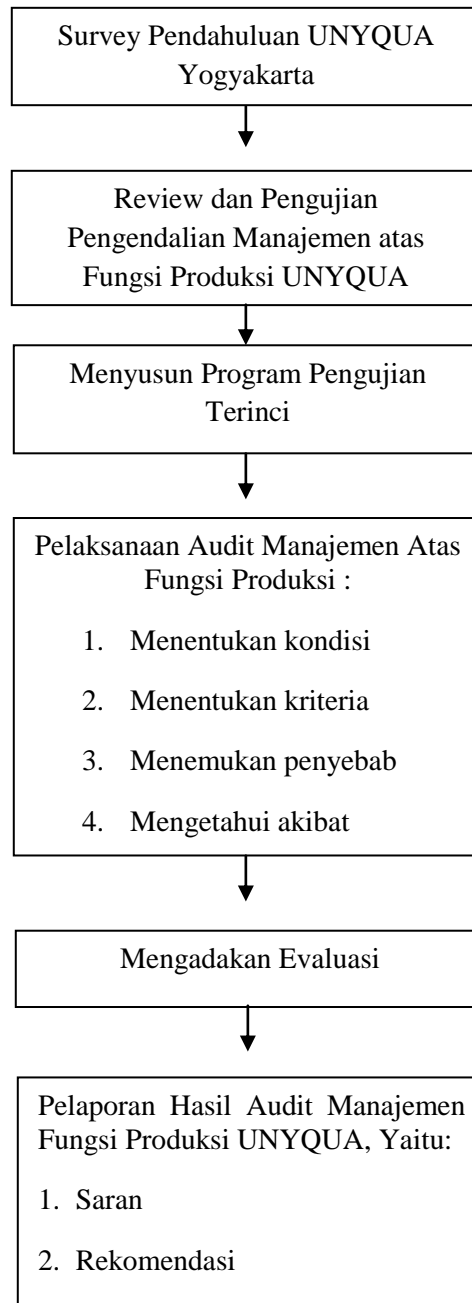 Survey Pendahuluan UNYQUA
Yogyakarta
Review dan Pengujian
Pengendalian Manajemen atas
Fungsi Produksi UNYQUA
Menyusun Program Pengujian
Terinci
Pelaksanaan Audit Manajemen Atas
Fungsi Produksi :
1. Menentukan kondisi
2. Menentukan kriteria
3. Menemukan penyebab
4. Mengetahui akibat
Mengadakan Evaluasi
Pelaporan Hasil Audit Manajemen
Fungsi Produksi UNYQUA, Yaitu:
1. Saran
2. Rekomendasi